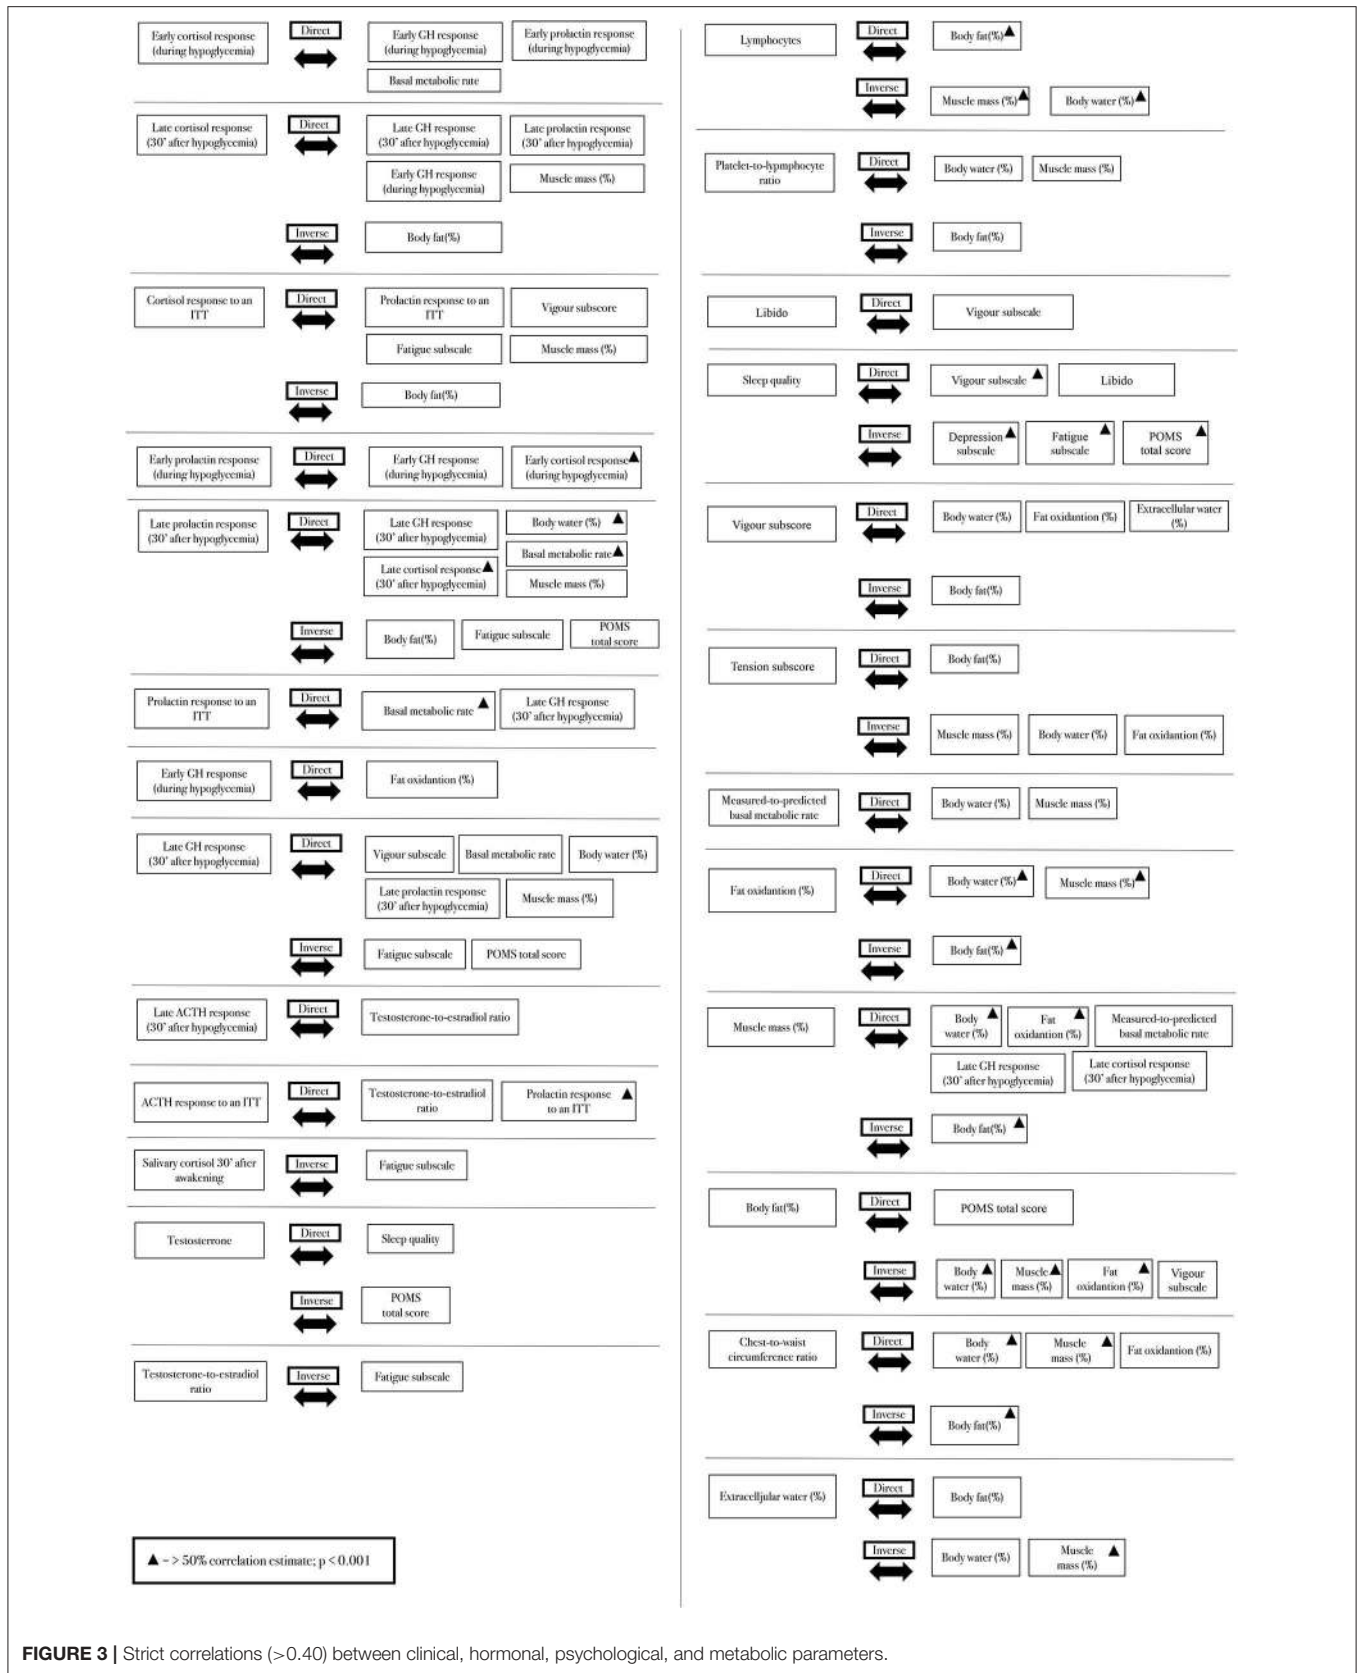 Early cortisol response
(during hypoglycemia)
Direct
Early GH response
(during hypoglycemia)
Early prolactin response
(during hypoglycemia)
Basal metabolic rate
Late cortisol response
(30' after hypoglycemia)
Direct
Late GH response
(30' after hypoglycemia)
Late prolactin response
(30' after hypoglycemia)
Early GH response
(during hypoglycemia)
Muscle mass (%)
Inverse
Body fat(%)
Cortisol response to an
ITT
Direct
Prolactin response to an
ITT
Vigour subscore
Fatigue subscale
Muscle mass (%)
Inverse
Body fat(%)
Early prolactin response
(during hypoglycemia)
Direct
Early GH response
(during hypoglycemia)
Early cortisol response▲
(during hypoglycemia)
Late prolactin response
(30' after hypoglycemia)
Direct
Late GH response
(30' after hypoglycemia)
Body water (%) ▲
Basal metabolic rate▲
Late cortisol response▲
(30' after hypoglycemia)
Muscle mass (%)
Inverse
Body fat(%)
Fatigue subscale
POMS
total score
Prolactin response to an
ITT
Direct
Basal metabolic rate ▲
Late GH response
(30' after hypoglycemia)
Early GH response
(during hypoglycemia)
Direct
Fat oxidantion (%)
Late GH response
(30' after hypoglycemia)
Direct
Vigour subscale
Basal metabolic rate
Body water (%)
Late prolactin response
(30' after hypoglycemia)
Muscle mass (%)
Inverse
Fatigue subscale
POMS total score
Late ACTH response
(30' after hypoglycemia)
Direct
Testosterone-to-estradiol ratio
ACTH response to an ITT
Direct
Testosterone-to-estradiol
ratio
Prolactin response ▲
to an ITT
Salivary cortisol 30' after
awakening
Inverse
Fatigue subscale
Testosterrone
Direct
Sleep quality
Inverse
POMS
total score
Testosterone-to-estradiol
ratio
Inverse
Fatigue subscale
▲ - > 50% correlation estimate; p < 0.001
Lymphocytes
Direct
Body fat(%)▲
Inverse
Muscle mass (%)▲
Body water (%)▲
Platelet-to-lypmphocyte
ratio
Direct
Body water (%)
Muscle mass (%)
Inverse
Body fat(%)
Libido
Direct
Vigour subscale
Sleep quality
Direct
Vigour subscale ▲
Libido
Inverse
Depression▲
subscale
Fatigue ▲
subscale
POMS ▲
total score
Vigour subscore
Direct
Body water (%)
Fat oxidantion (%)
Extracellular water
(%)
Inverse
Body fat(%)
Tension subscore
Direct
Body fat(%)
Inverse
Muscle mass (%)
Body water (%)
Fat oxidantion (%)
Measured-to-predicted
basal metabolic rate
Direct
Body water (%)
Muscle mass (%)
Fat oxidantion (%)
Direct
Body water (%)▲
Muscle mass (%)▲
Inverse
Body fat(%) ▲
Muscle mass (%)
Direct
Body ▲
water (%)
Fat ▲
oxidantion (%)
Measured-to-predicted
basal metabolic rate
Late GH response
(30' after hypoglycemia)
Late cortisol response
(30' after hypoglycemia)
Inverse
Body fat(%) ▲
Body fat(%)
Direct
POMS total score
Inverse
Body ▲
water (%)
Muscle▲
mass (%)
Fat ▲
oxidantion (%)
Vigour
subscale
Chest-to-waist
circumference ratio
Direct
Body ▲
water (%)
Muscle ▲
mass (%)
Fat oxidantion (%)
Inverse
Body fat(%) ▲
Extracelljular water (%)
Direct
Body fat(%)
Inverse
Body water (%)
Muscle ▲
mass (%)
FIGURE 3 | Strict correlations (>0.40) between clinical, hormonal, psychological, and metabolic parameters.